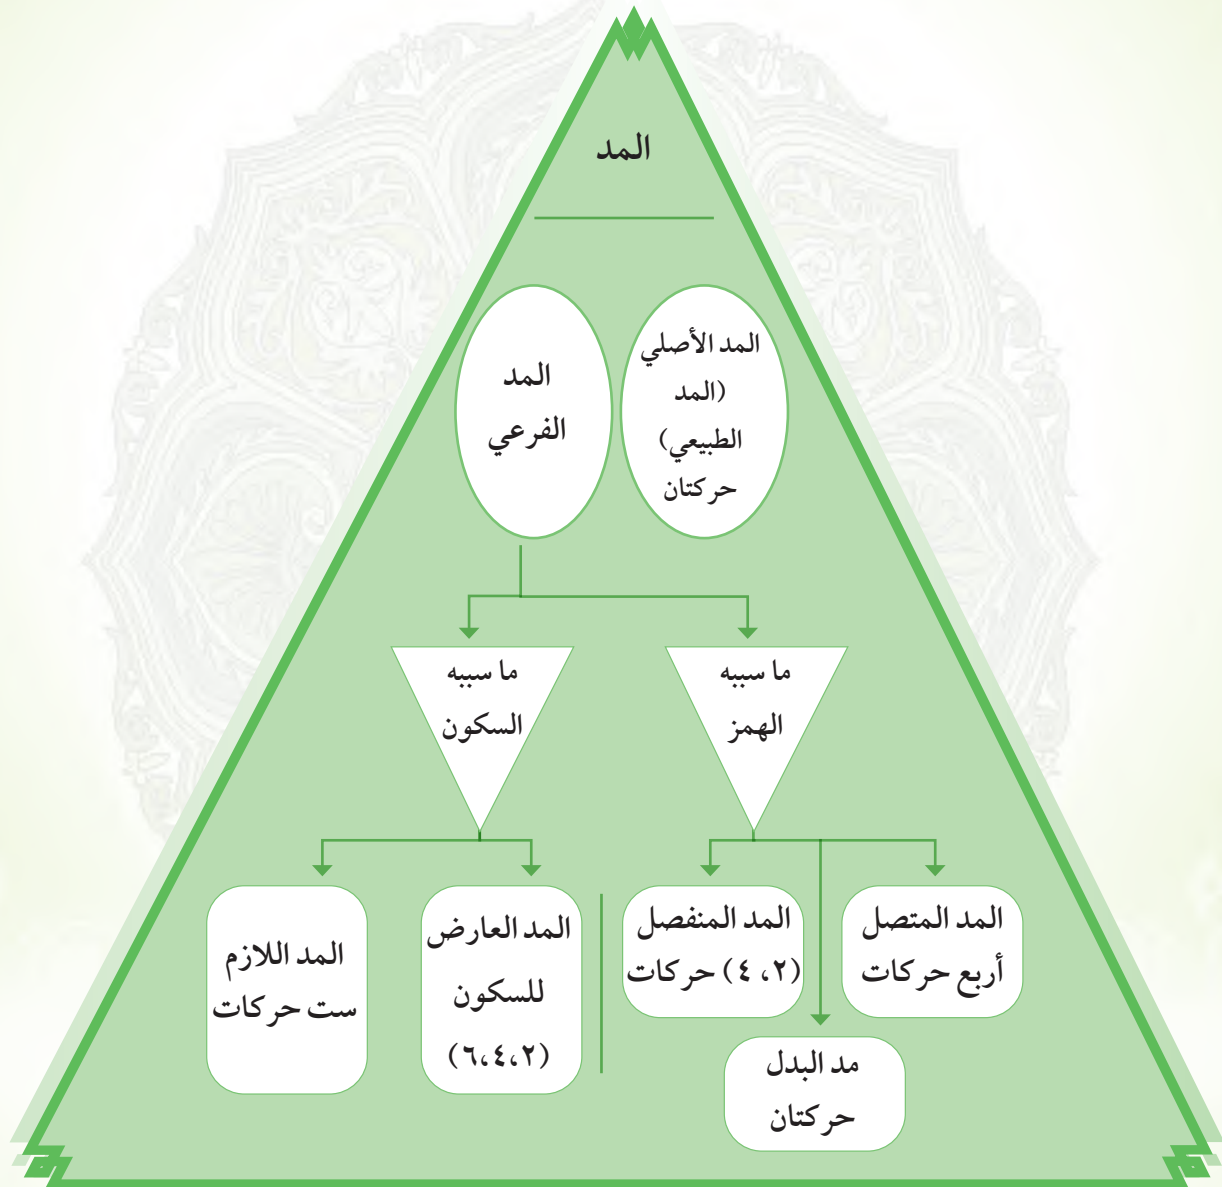 المد
المد الأصلي
(المد
الطبيعي)
حركتان
المد
الفرعي
ما سببه
الهمز
ما سببه
السكون
المد المتصل
أربع حركات
المد المنفصل
(٢، ٤) حركات
مد البدل
حركتان
المد العارض
للسكون
(٢،٤،٦)
المد اللازم
ست حركات